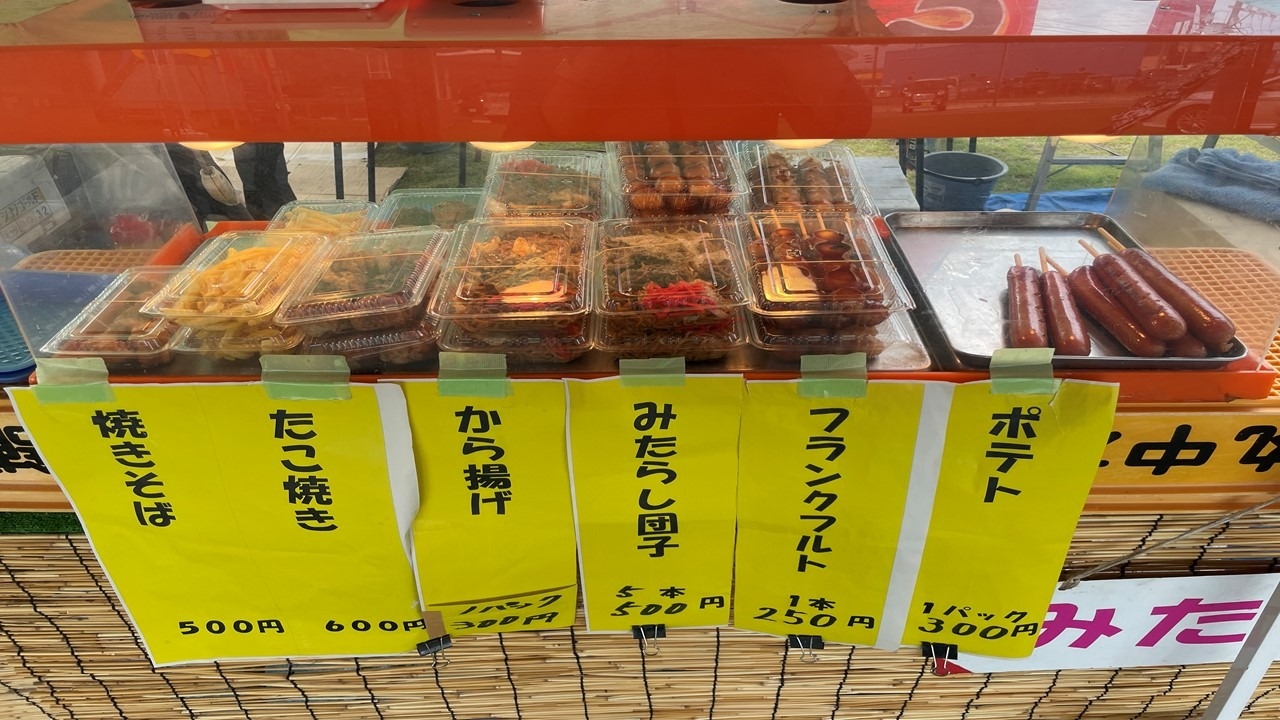 焼きそば
500円
たこ焼き
600円
から揚げ
1パック
300円
みたらし団子
5本
500円
フランクフルト
1本
250円
ポテト
1パック
300円
中
みた